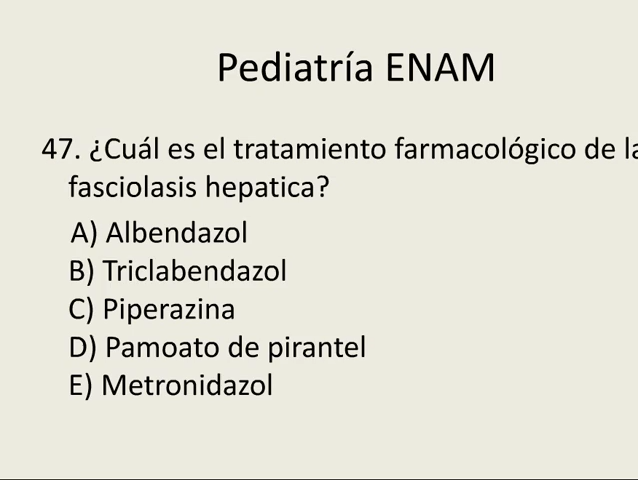 Pediatría ENAM
47. ¿Cuál es el tratamiento farmacológico de la
fasciolasis hepatica?
A) Albendazol
B) Triclabendazol
C) Piperazina
D) Pamoato de pirantel
E) Metronidazol